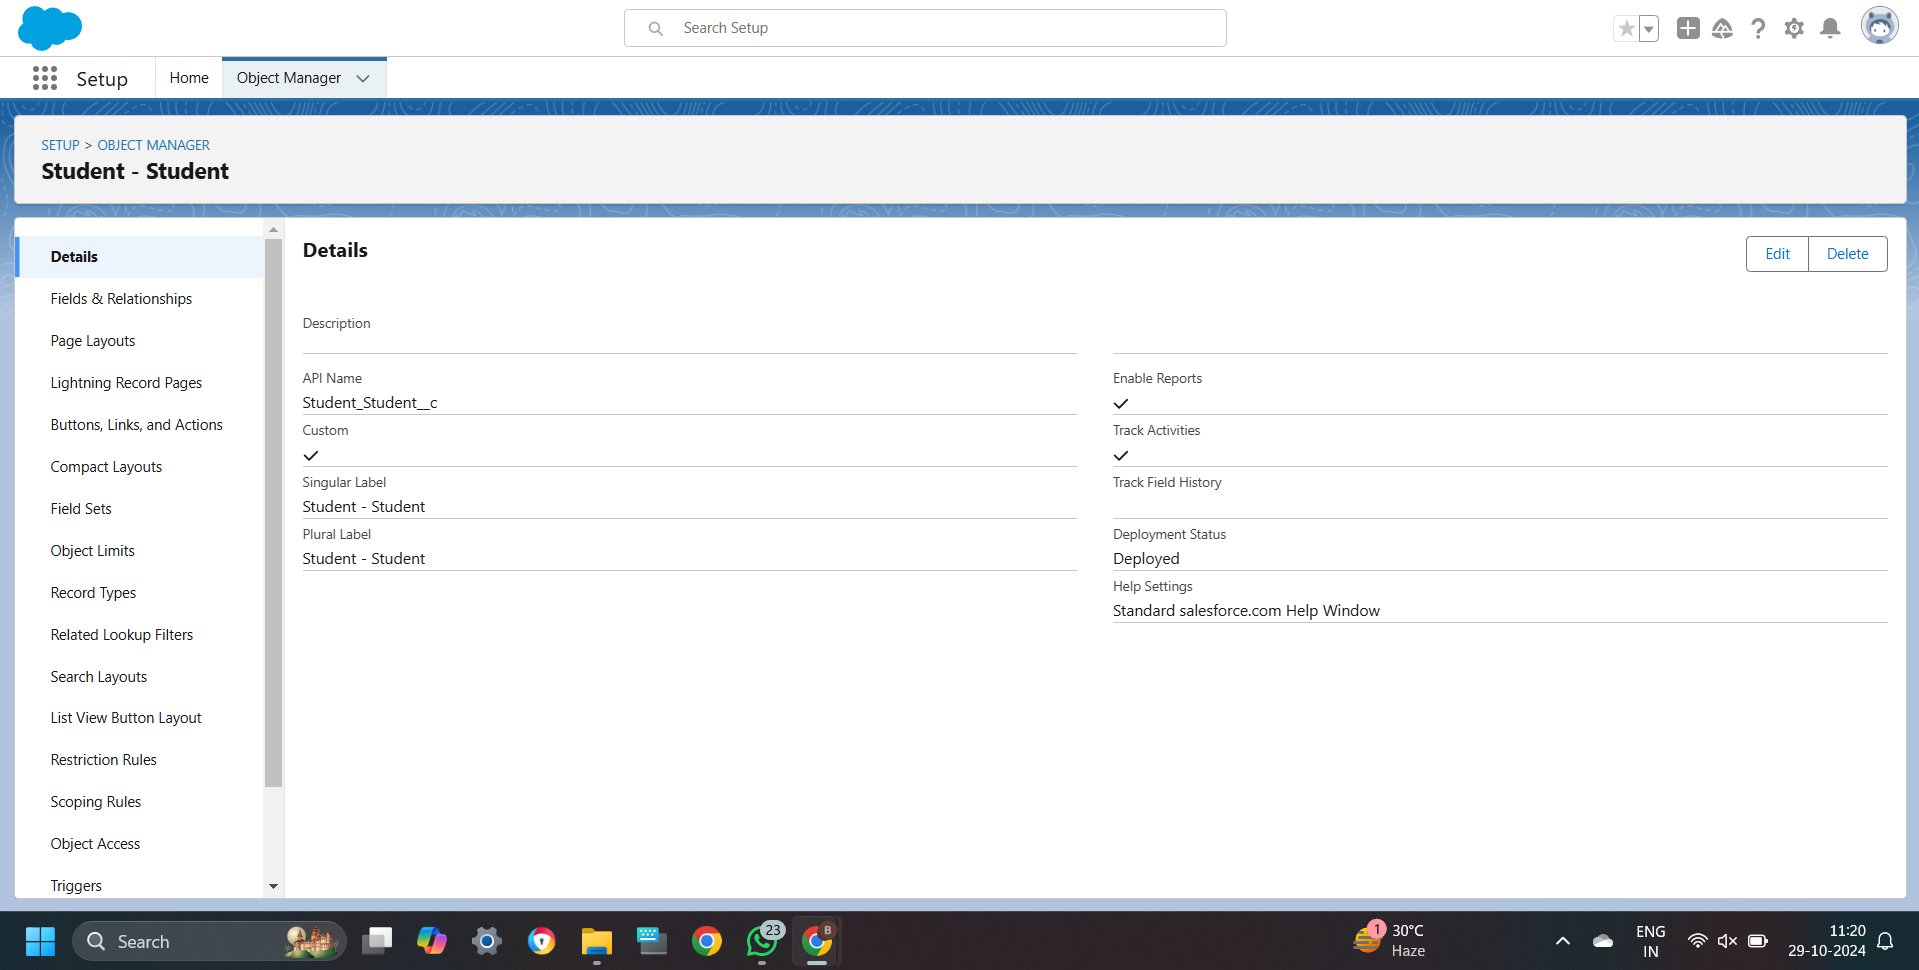 Search Setup
Setup
Home
Object Manager
SETUP > OBJECT MANAGER
Student - Student
Details
Fields & Relationships
Page Layouts
Lightning Record Pages
Buttons, Links, and Actions
Compact Layouts
Field Sets
Object Limits
Record Types
Related Lookup Filters
Search Layouts
List View Button Layout
Restriction Rules
Scoping Rules
Object Access
Triggers
Details
Edit
Delete
Description
API Name
Student_Student__c
Custom
Singular Label
Student - Student
Plural Label
Student - Student
Enable Reports
Track Activities
Track Field History
Deployment Status
Deployed
Help Settings
Standard salesforce.com Help Window
Search
23
B
1
30°C
Haze
ENG
IN
11:20
29-10-2024